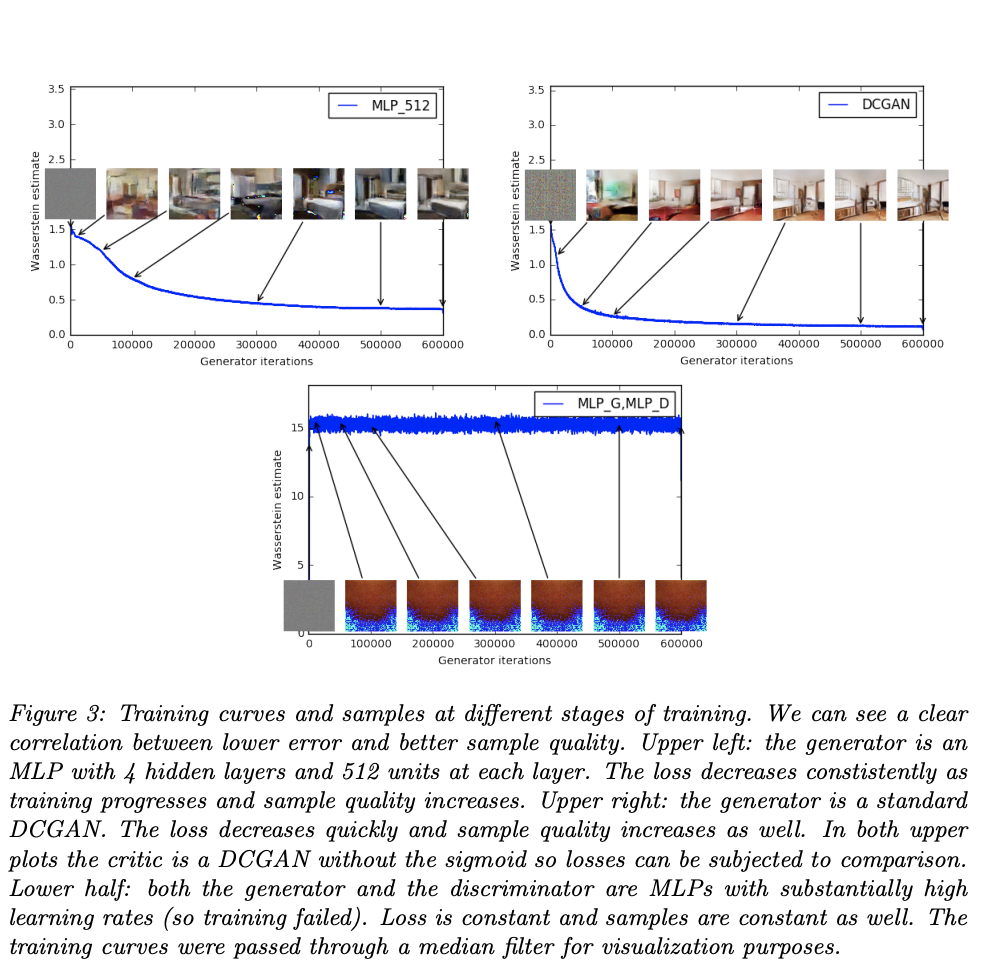 3.5
MLP_512
3.0
2.5
Wasserstein estimate
1.5
1.0
0.5
0.0
0 100000 200000 300000 400000 500000 600000
Generator iterations
3.5
DCGAN
3.0
2.5
Wasserstein estimate
1.5
1.0
0.5
0.0
0 100000 200000 300000 400000 500000 600000
Generator iterations
MLP_G,MLP_D
15
Wasserstein estimate
10
5
0
0 100000 200000 300000 400000 500000 600000
Generator iterations
Figure 3: Training curves and samples at different stages of training. We can see a clear
correlation between lower error and better sample quality. Upper left: the generator is an
MLP with 4 hidden layers and 512 units at each layer. The loss decreases constistently as
training progresses and sample quality increases. Upper right: the generator is a standard
DCGAN. The loss decreases quickly and sample quality increases as well. In both upper
plots the critic is a DCGAN without the sigmoid so losses can be subjected to comparison.
Lower half: both the generator and the discriminator are MLPs with substantially high
learning rates (so training failed). Loss is constant and samples are constant as well. The
training curves were passed through a median filter for visualization purposes.